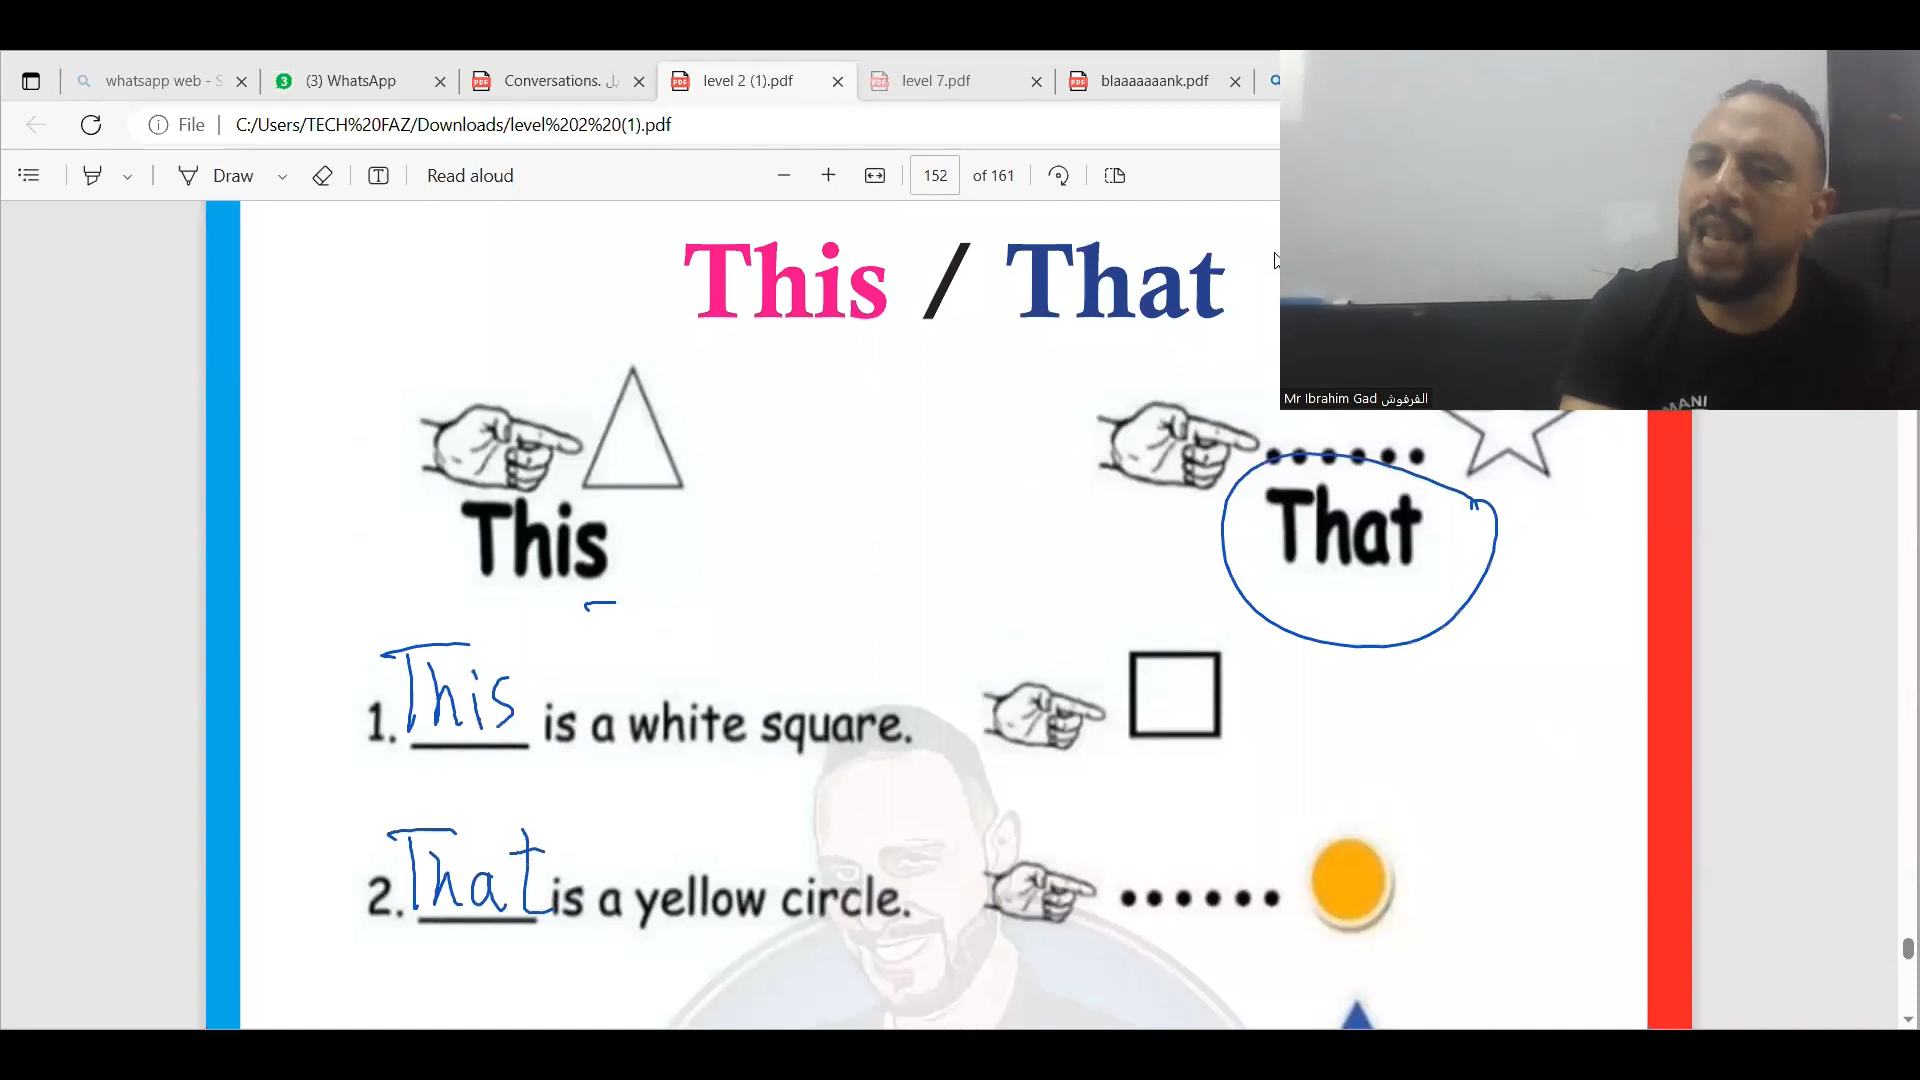 whatsapp web - S
(3) WhatsApp
Conversations.
level 2 (1).pdf
level 7.pdf
blaaaaaaank.pdf
File
C:/Users/TECH%20FAZ/Downloads/level%202%20(1).pdf
Draw
Read aloud
152 of 161
This / That
Mr Ibrahim Gad الفرفوش
MANI
This
That
1. This is a white square.
2. That is a yellow circle.